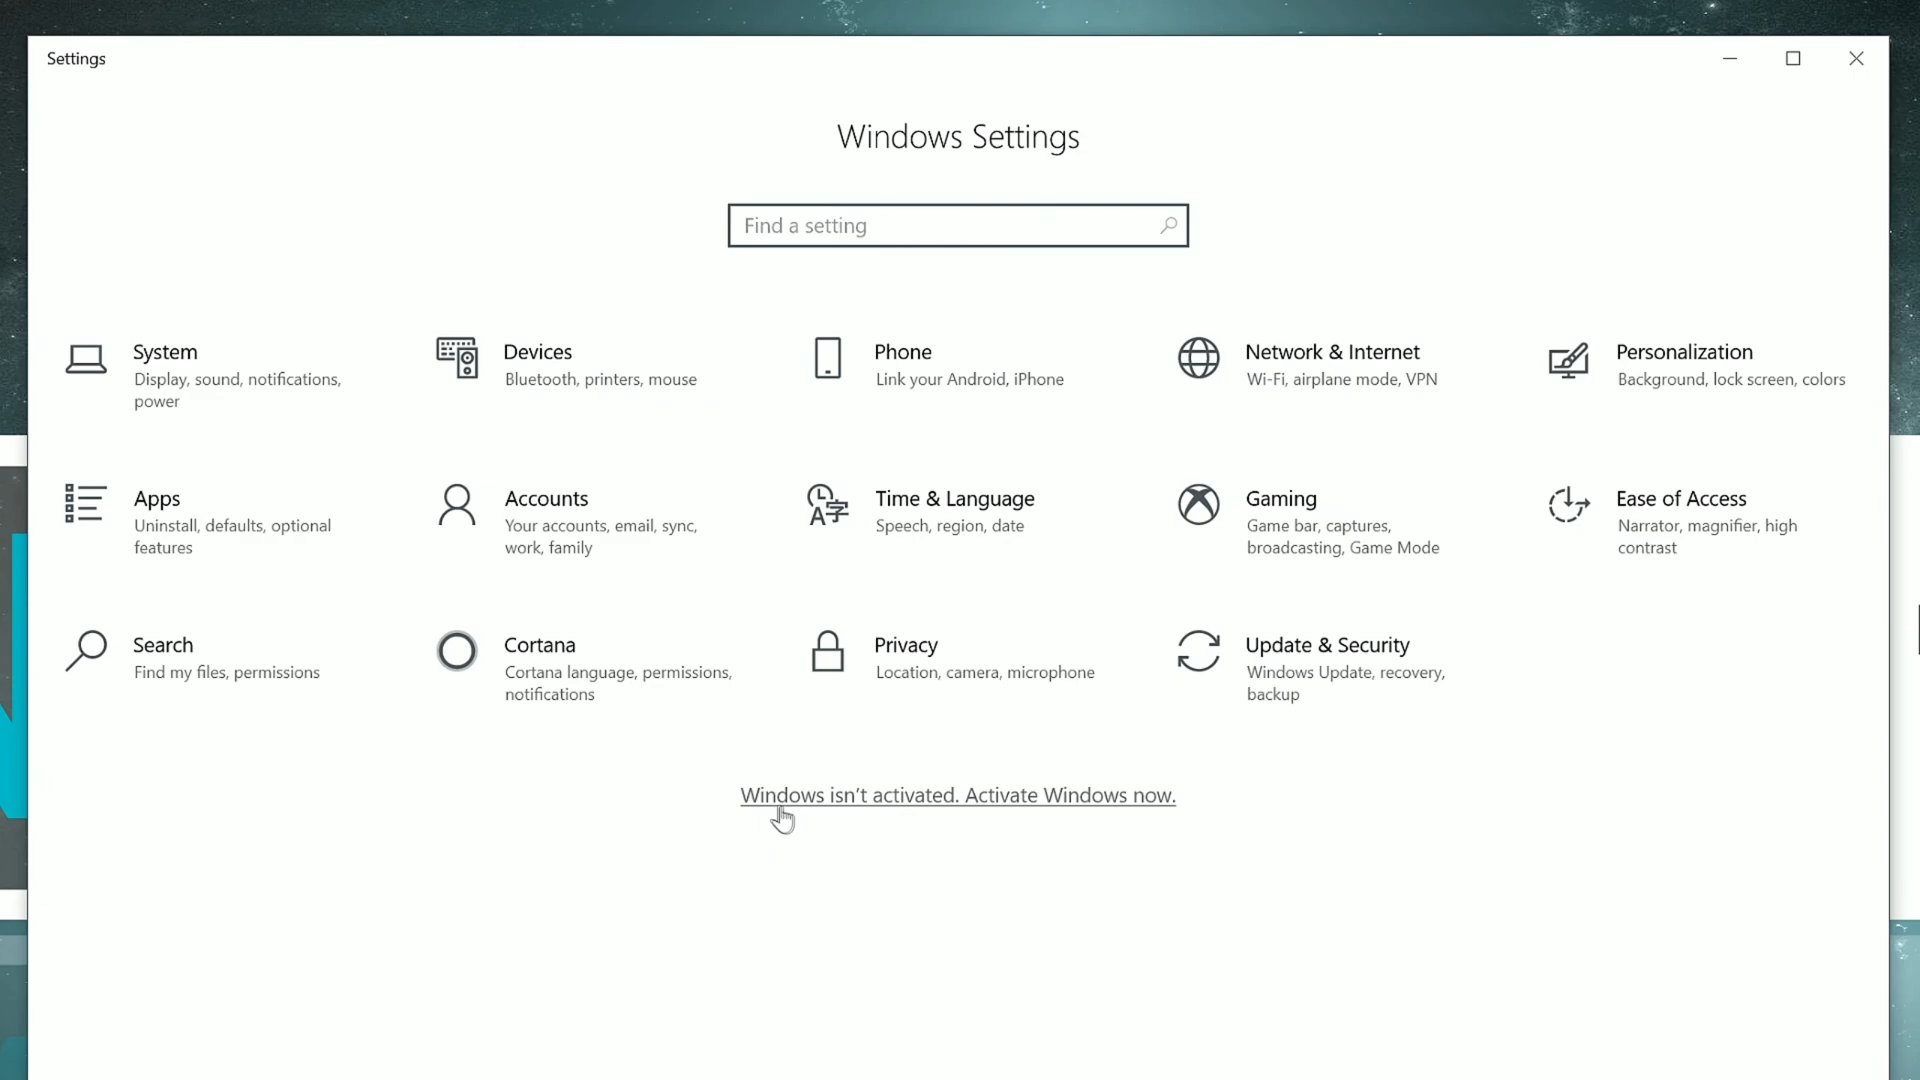 Settings
Windows Settings
Find a setting
System
Display, sound, notifications,
power
Devices
Bluetooth, printers, mouse
Phone
Link your Android, iPhone
Network & Internet
Wi-Fi, airplane mode, VPN
Personalization
Background, lock screen, colors
Apps
Uninstall, defaults, optional
features
Accounts
Your accounts, email, sync,
work, family
Time & Language
Speech, region, date
Gaming
Game bar, captures,
broadcasting, Game Mode
Ease of Access
Narrator, magnifier, high
contrast
Search
Find my files, permissions
Cortana
Cortana language, permissions,
notifications
Privacy
Location, camera, microphone
Update & Security
Windows Update, recovery,
backup
Windows isn't activated. Activate Windows now.